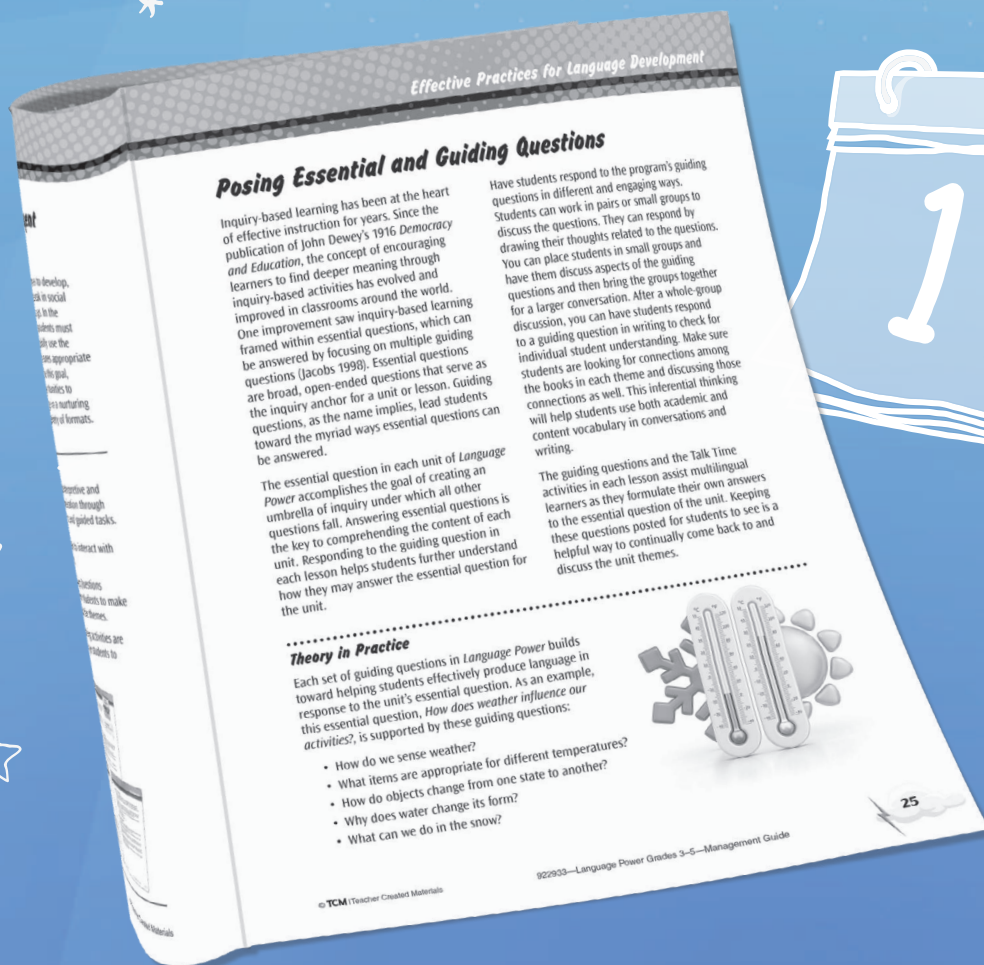 Effective Practices for Language Development
Posing Essential and Guiding Questions
Inquiry-based learning has been at the heart
of effective instruction for years. Since the
publication of John Dewey's 1916 Democracy
and Education, the concept of encouraging
learners to find deeper meaning through
inquiry-based activities has evolved and
improved in classrooms around the world.
One improvement saw inquiry-based learning
framed within essential questions, which can
be answered by focusing on multiple guiding
questions (Jacobs 1998). Essential questions
are broad, open-ended questions that serve as
the inquiry anchor for a unit or lesson. Guiding
questions, as the name implies, lead students
toward the myriad ways essential questions can
be answered.
The essential question in each unit of Language
Power accomplishes the goal of creating an
umbrella of inquiry under which all other
questions fall. Answering essential questions is
the key to comprehending the content of each
unit. Responding to the guiding question in
each lesson helps students further understand
how they may answer the essential question for
the unit.
Have students respond to the program's guiding
questions in different and engaging ways.
Students can work in pairs or small groups to
discuss the questions. They can respond by
drawing their thoughts related to the questions.
You can place students in small groups and
have them discuss aspects of the guiding
questions and then bring the groups together
for a larger conversation. After a whole-group
discussion, you can have students respond
to a guiding question in writing to check for
individual student understanding. Make sure
students are looking for connections among
the books in each theme and discussing those
connections as well. This inferential thinking
will help students use both academic and
content vocabulary in conversations and
writing.
The guiding questions and the Talk Time
activities in each lesson assist multilingual
learners as they formulate their own answers
to the essential question of the unit. Keeping
these questions posted for students to see is a
helpful way to continually come back to and
discuss the unit themes.
Theory in Practice
Each set of guiding questions in Language Power builds
toward helping students effectively produce language in
response to the unit's essential question. As an example,
this essential question, How does weather influence our
activities?, is supported by these guiding questions:
• How do we sense weather?
• What items are appropriate for different temperatures?
• How do objects change from one state to another?
• Why does water change its form?
• What can we do in the snow?
25
© TCM | Teacher Created Materials
922933—Language Power Grades 3–5—Management Guide
1